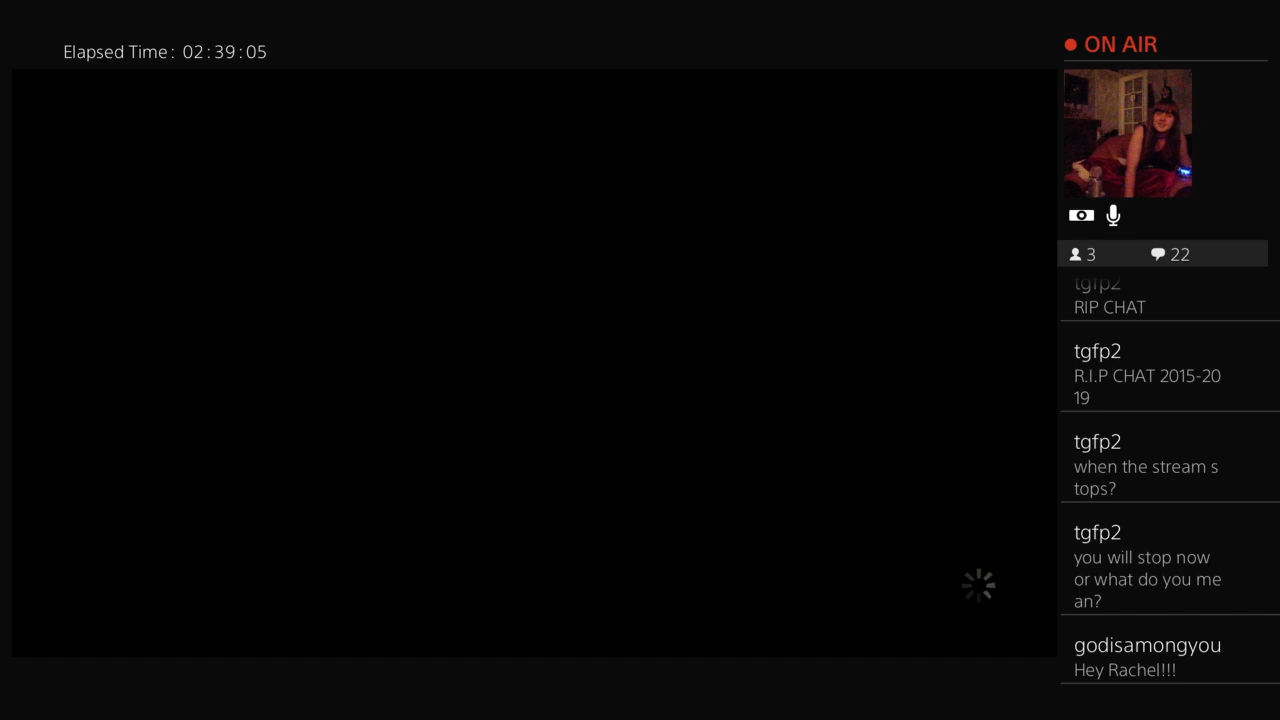 Elapsed Time: 02:39:05
ON AIR
3 22
tgfp2
RIP CHAT
tgfp2
R.I.P CHAT 2015-20
19
tgfp2
when the stream s
tops?
tgfp2
you will stop now
or what do you me
an?
godisamongyou
Hey Rachel!!!